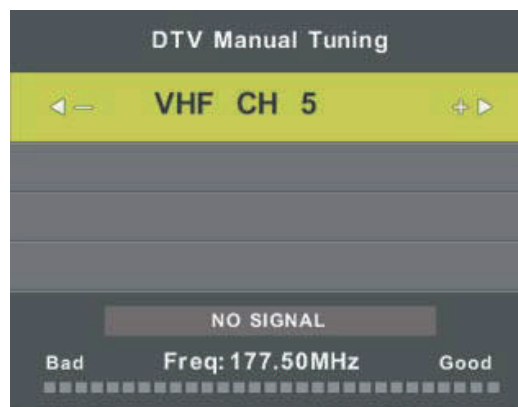 DTV Manual Tuning
VHF CH 5
NO SIGNAL
Bad Freq: 177.50MHz Good